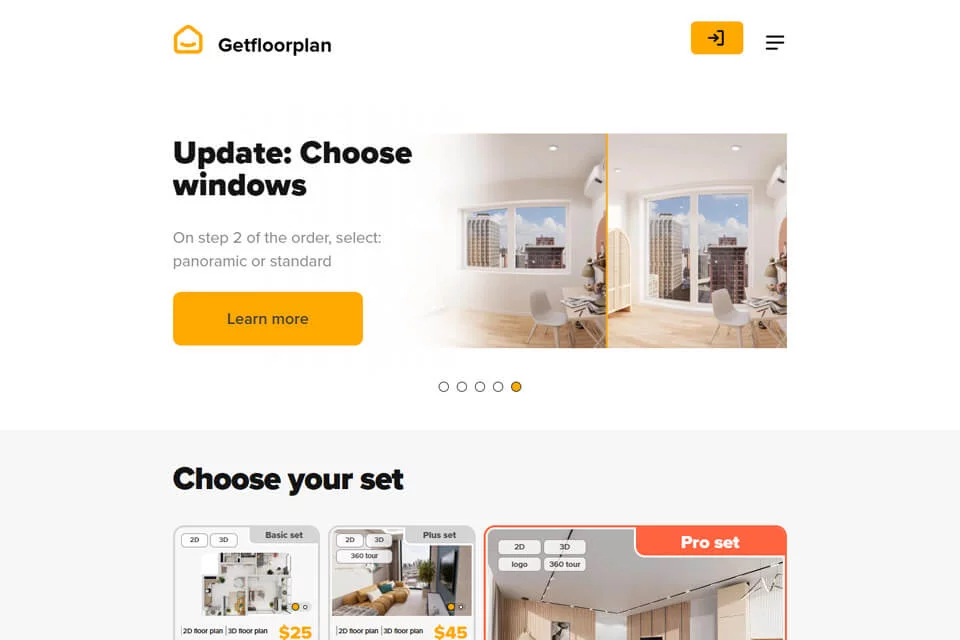 Getfloorplan
Update: Choose
windows
On step 2 of the order, select:
panoramic or standard
Learn more
Choose your set
2D 3D Basic set
2D 3D Plus set
360 tour
Pro set
2D 3D
logo 360 tour
2D floor plan 3D floor plan $25
2D floor plan 3D floor plan $45